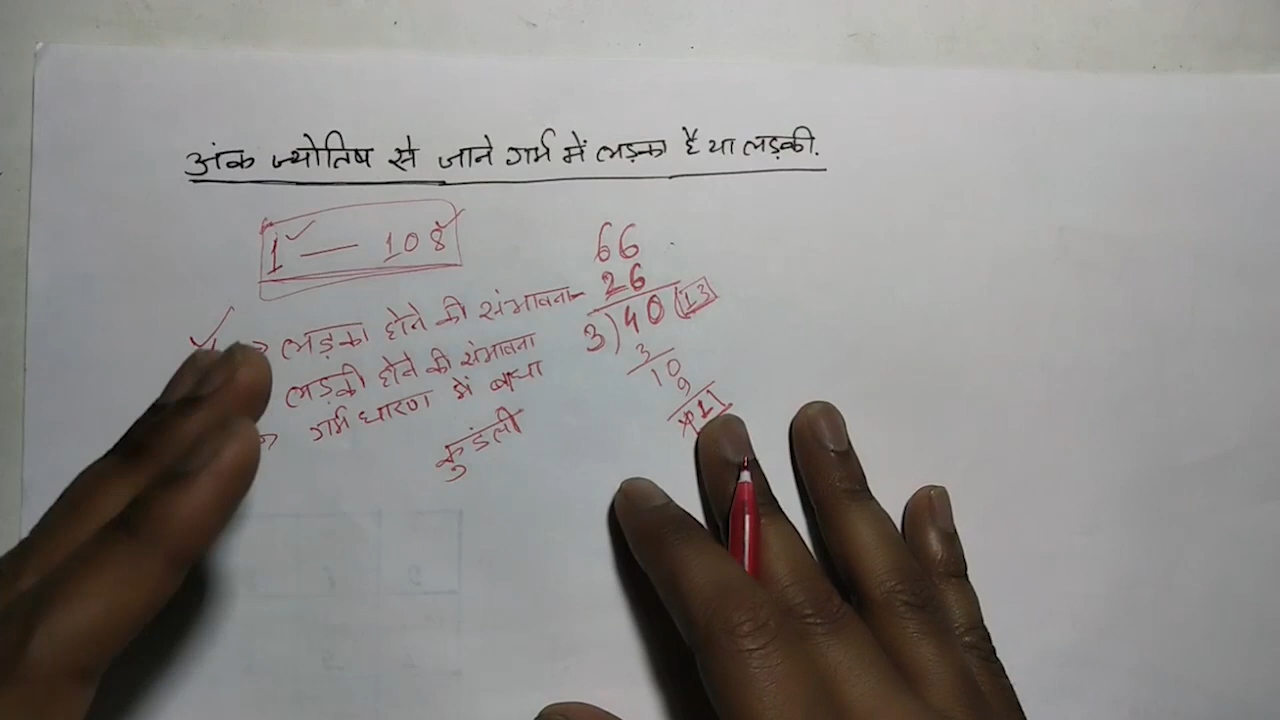 अंक ज्योतिष से जाने गर्भ में लड़का है या लड़की.
1 — 108
66
26
लड़का होने की संभावना-
3) 40 (13
3
लड़की होने की संभावना
10
9
गर्भ धारण में बाधा
1
कुंडली